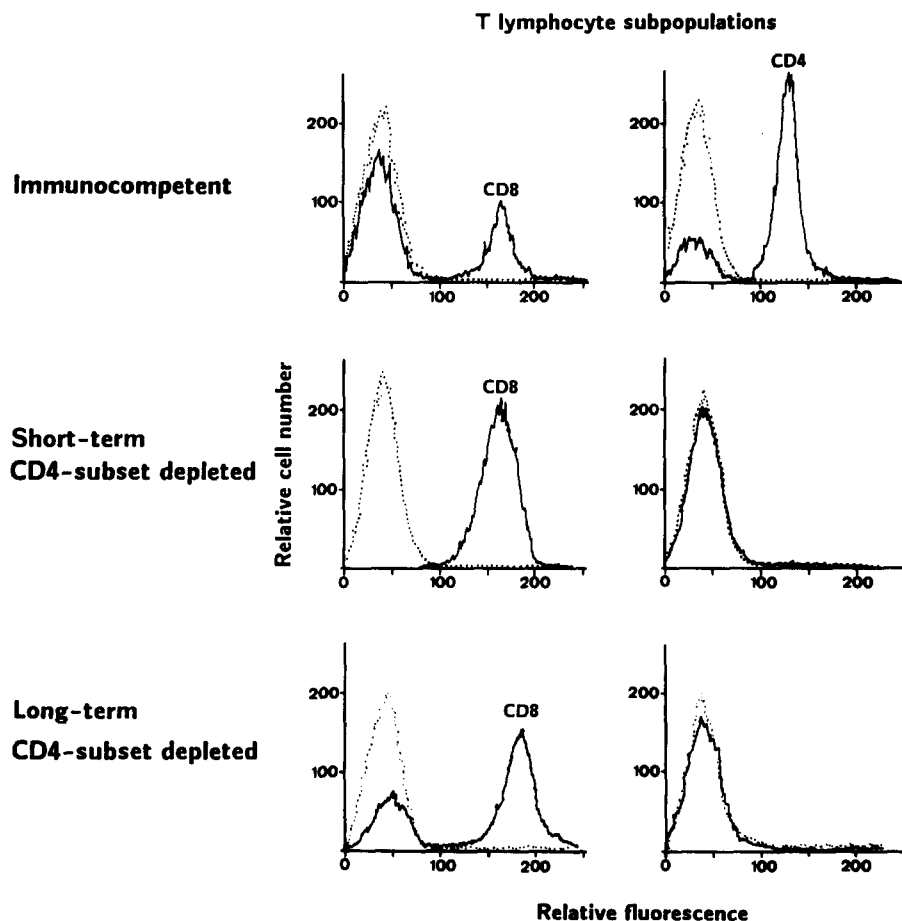 T lymphocyte subpopulations
Immunocompetent
200
100
0
100
200
CD8
200
100
0
100
200
CD4
Short-term
CD4-subset depleted
Relative cell number
200
100
0
100
200
CD8
200
100
0
100
200
Long-term
CD4-subset depleted
200
100
0
100
200
CD8
200
100
0
100
200
Relative fluorescence